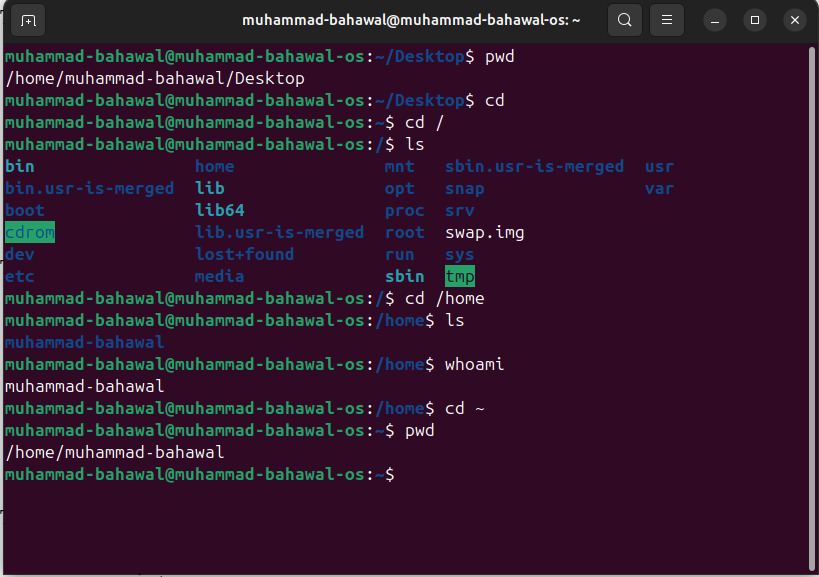 muhammad-bahawal@muhammad-bahawal-os: ~
muhammad-bahawal@muhammad-bahawal-os:~/Desktop$ pwd
/home/muhammad-bahawal/Desktop
muhammad-bahawal@muhammad-bahawal-os:~/Desktop$ cd
muhammad-bahawal@muhammad-bahawal-os:~$ cd /
muhammad-bahawal@muhammad-bahawal-os:/$ ls
bin home mnt sbin.usr-is-merged usr
bin.usr-is-merged lib opt snap var
boot lib64 proc srv
cdrom lib.usr-is-merged root swap.img
dev lost+found run sys
etc media sbin tmp
muhammad-bahawal@muhammad-bahawal-os:/$ cd /home
muhammad-bahawal@muhammad-bahawal-os:/home$ ls
muhammad-bahawal
muhammad-bahawal@muhammad-bahawal-os:/home$ whoami
muhammad-bahawal
muhammad-bahawal@muhammad-bahawal-os:/home$ cd ~
muhammad-bahawal@muhammad-bahawal-os:~$ pwd
/home/muhammad-bahawal
muhammad-bahawal@muhammad-bahawal-os:~$